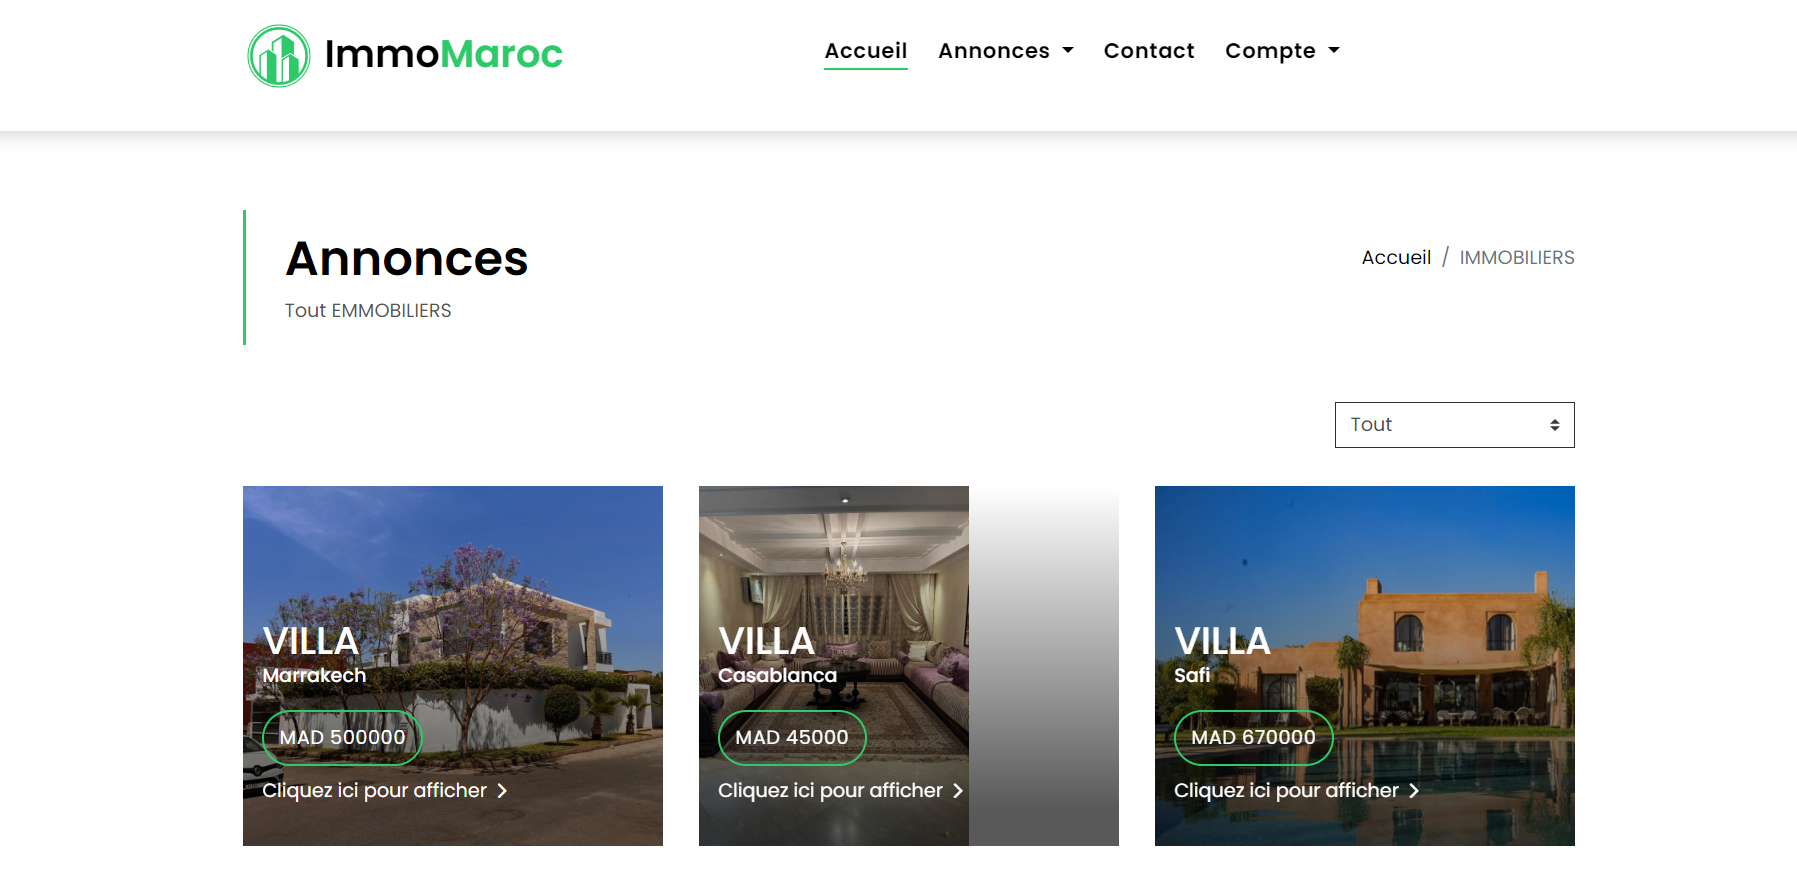 ImmoMaroc
Accueil Annonces Contact Compte
Annonces
Tout EMMOBILIERS
Accueil / IMMOBILIERS
Tout
VILLA
Marrakech
MAD 500000
Cliquez ici pour afficher
VILLA
Casablanca
MAD 45000
Cliquez ici pour afficher
VILLA
Safi
MAD 670000
Cliquez ici pour afficher